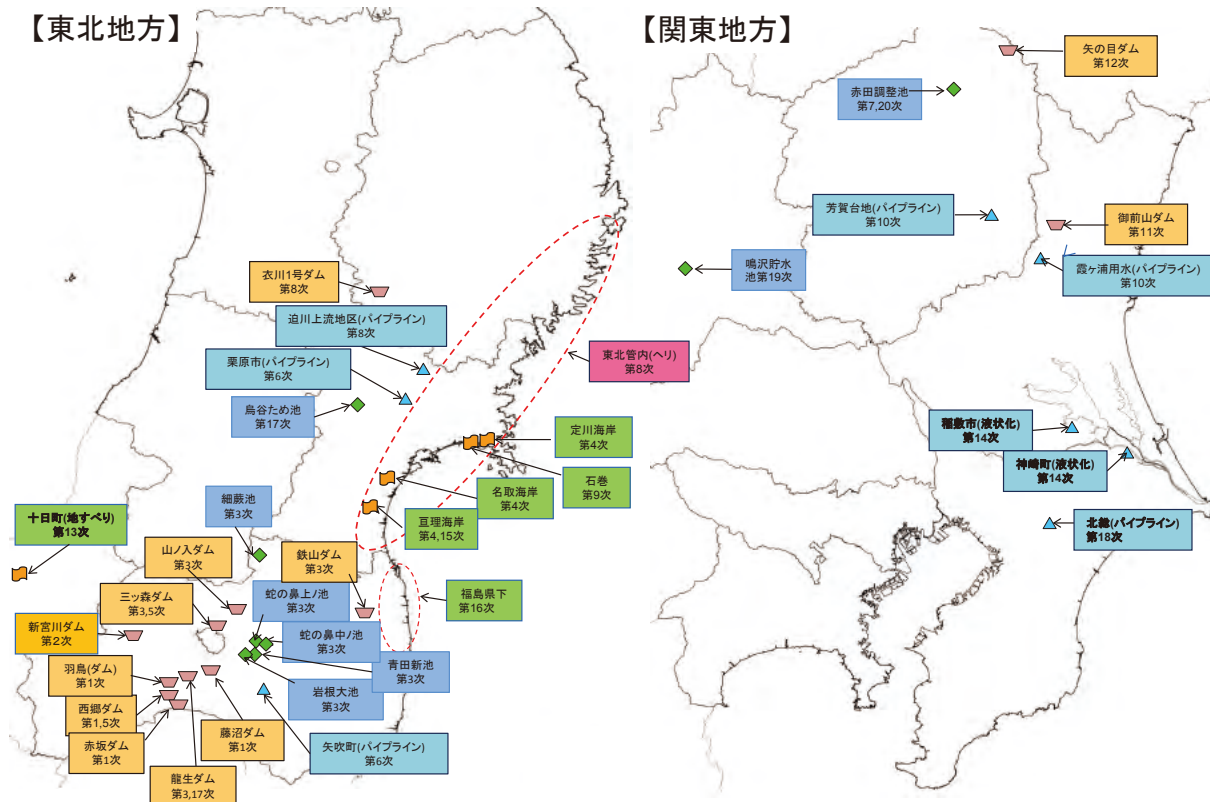 【東北地方】
衣川1号ダム
第8次
迫川上流地区(パイプライン)
第8次
栗原市(パイプライン)
第6次
烏谷ため池
第17次
東北管内(ヘリ)
第8次
定川海岸
第4次
石巻
第9次
名取海岸
第4次
亘理海岸
第4,15次
細蕨池
第3次
十日町(地すべり)
第13次
山ノ入ダム
第3次
鉄山ダム
第3次
三ッ森ダム
第3,5次
蛇の鼻上ノ池
第3次
福島県下
第16次
新宮川ダム
第2次
蛇の鼻中ノ池
第3次
青田新池
第3次
羽鳥(ダム)
第1次
岩根大池
第3次
西郷ダム
第1,5次
赤坂ダム
第1次
藤沼ダム
第1次
矢吹町(パイプライン)
第6次
龍生ダム
第3,17次
【関東地方】
矢の目ダム
第12次
赤田調整池
第7,20次
芳賀台地(パイプライン)
第10次
御前山ダム
第11次
鳴沢貯水
池第19次
霞ヶ浦用水(パイプライン)
第10次
稲敷市(液状化)
第14次
神崎町(液状化)
第14次
北総(パイプライン)
第18次